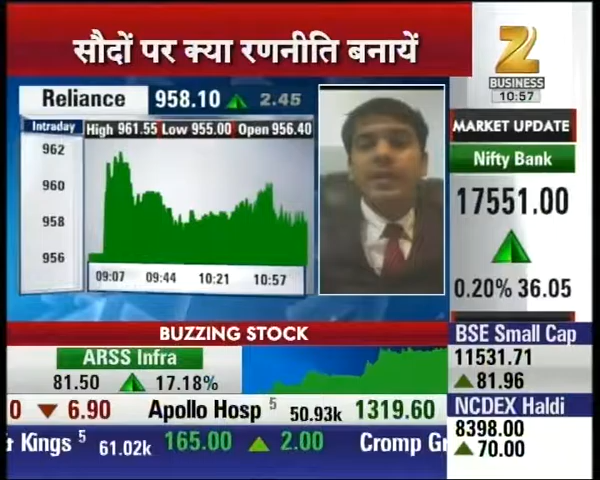 सौदों पर क्या रणनीति बनायें
Z
BUSINESS
10:57
Reliance 958.10 2.45
Intraday High 961.55 Low 955.00 Open 956.40
962
960
958
956
09:07 09:44 10:21 10:57
MARKET UPDATE
Nifty Bank
17551.00
0.20% 36.05
BUZZING STOCK
ARSS Infra
81.50 17.18%
BSE Small Cap
11531.71
81.96
NCDEX Haldi
8398.00
70.00
0 6.90 Apollo Hosp 5 50.93k 1319.60
Kings 5 61.02k 165.00 2.00 Cromp Gr